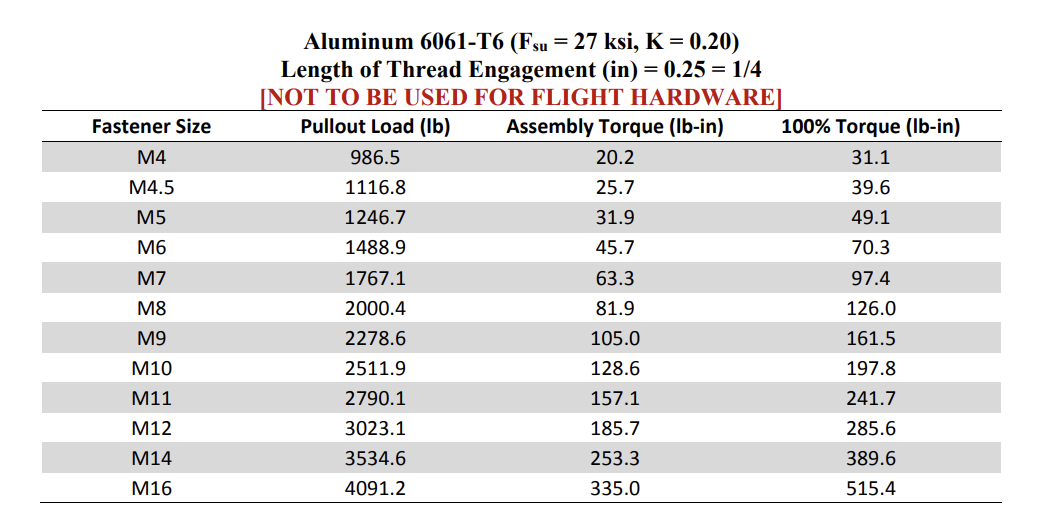 Aluminum 6061-T6 (Fsu = 27 ksi, K = 0.20)
Length of Thread Engagement (in) = 0.25 = 1/4
[NOT TO BE USED FOR FLIGHT HARDWARE]
Fastener Size Pullout Load (lb) Assembly Torque (lb-in) 100% Torque (lb-in)
M4 986.5 20.2 31.1
M4.5 1116.8 25.7 39.6
M5 1246.7 31.9 49.1
M6 1488.9 45.7 70.3
M7 1767.1 63.3 97.4
M8 2000.4 81.9 126.0
M9 2278.6 105.0 161.5
M10 2511.9 128.6 197.8
M11 2790.1 157.1 241.7
M12 3023.1 185.7 285.6
M14 3534.6 253.3 389.6
M16 4091.2 335.0 515.4